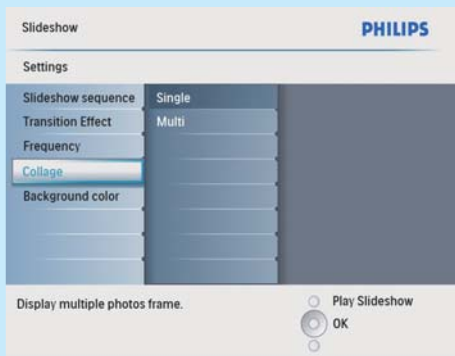 Slideshow
PHILIPS
Settings
Slideshow sequence
Single
Transition Effect
Multi
Frequency
Collage
Background color
Display multiple photos frame.
Play Slideshow
OK